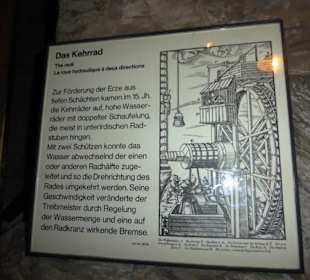 Das Kehrrad
La roue hydraulique à deux directions
Zur Förderung der Erze aus
tiefen Schächten kamen im 15. Jh.
die Kehrräder auf, hohe Wasser-
räder mit doppelter Schaufelung,
die meist in unterirdischen Rad-
stuben hingen.
Mit zwei Schützen konnte das
Wasser abwechselnd der einen
oder anderen Radhälfte zuge-
leitet und so die Drehrichtung des
Rades umgekehrt werden. Seine
Geschwindigkeit veränderte der
Treibmeister durch Regelung
der Wassermenge und eine auf
den Radkranz wirkende Bremse.